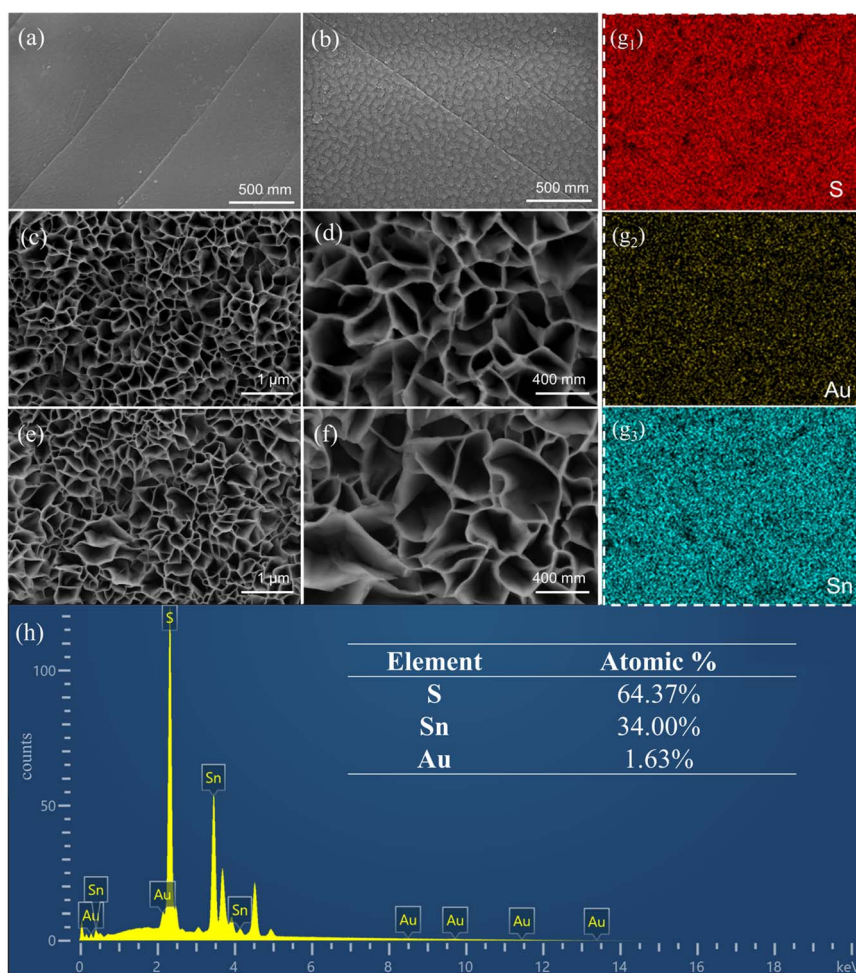 (a)
500 mm
(b)
500 mm
(g₁)
S
(c)
1 µm
(d)
400 mm
(g₂)
Au
(e)
1 µm
(f)
400 mm
(g₃)
Sn
(h)
Element Atomic %
S 64.37%
Sn 34.00%
Au 1.63%
counts
100
50
0
S
Sn
Au
Sn
Au
Sn
Au
Au
Au
Au
0 2 4 6 8 10 12 14 16 18 keV